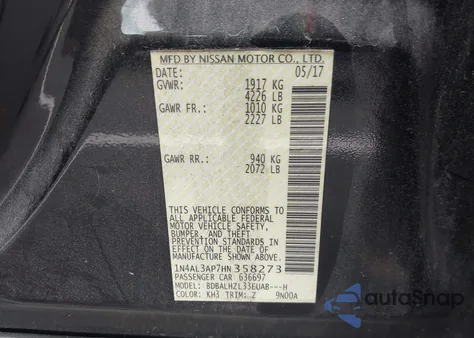 MFD BY NISSAN MOTOR CO., LTD.
DATE: 05/17
GVWR: 1917 KG
4226 LB
GAWR FR: 1010 KG
2227 LB
GAWR RR: 940 KG
2072 LB
THIS VEHICLE CONFORMS TO
ALL APPLICABLE FEDERAL
MOTOR VEHICLE SAFETY,
BUMPER, AND THEFT
PREVENTION STANDARDS IN
EFFECT ON THE DATE OF
MANUFACTURE SHOWN ABOVE.
1N4AL3AP7HN358273
PASSENGER CAR 636697
MODEL: BDBALHZL33EUAB---H
COLOR: KH3 TRIM: Z 9N00A
autoSnap